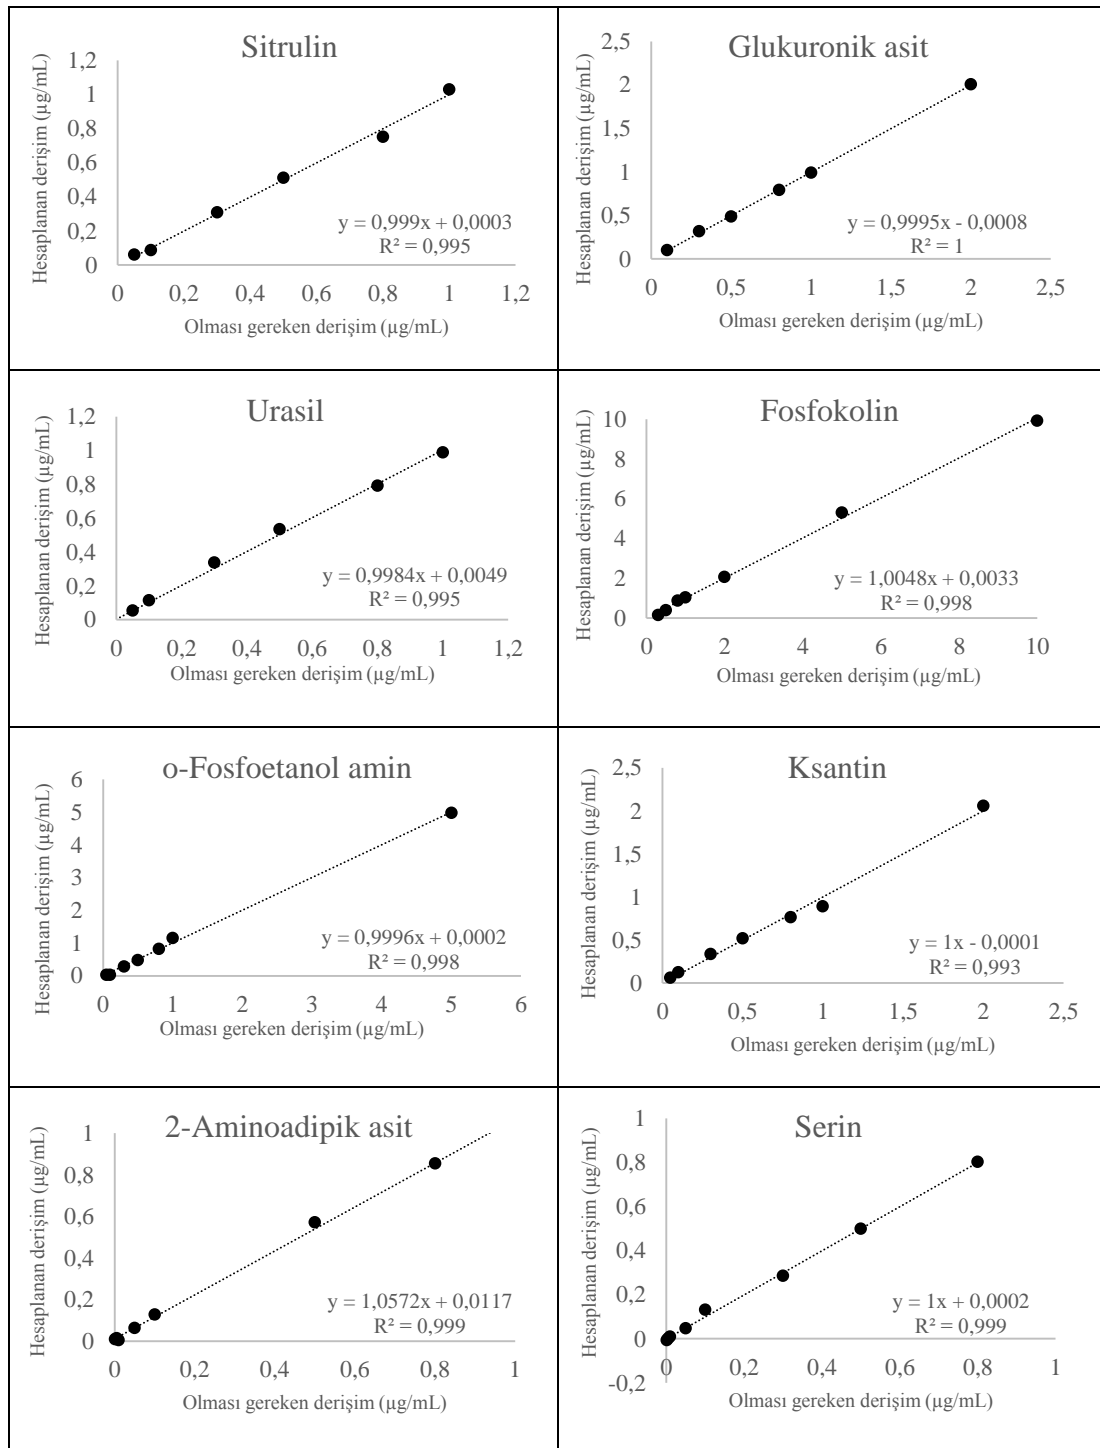 Sitrulin
Hesaplanan derişim (µg/mL)
1,2
1
0,8
0,6
0,4
0,2
0
y = 0,999x + 0,0003
R² = 0,995
0 0,2 0,4 0,6 0,8 1 1,2
Olması gereken derişim (µg/mL)
Glukuronik asit
Hesaplanan derişim (µg/mL)
2,5
2
1,5
1
0,5
0
y = 0,9995x - 0,0008
R² = 1
0 0,5 1 1,5 2 2,5
Olması gereken derişim (µg/mL)
Urasil
Hesaplanan derişim (µg/mL)
1,2
1
0,8
0,6
0,4
0,2
0
y = 0,9984x + 0,0049
R² = 0,995
0 0,2 0,4 0,6 0,8 1 1,2
Olması gereken derişim (µg/mL)
Fosfokolin
Hesaplanan derişim (µg/mL)
10
8
6
4
2
0
y = 1,0048x + 0,0033
R² = 0,998
0 2 4 6 8 10
Olması gereken derişim (µg/mL)
o-Fosfoetanol amin
Hesaplanan derişim (µg/mL)
6
5
4
3
2
1
0
y = 0,9996x + 0,0002
R² = 0,998
0 1 2 3 4 5 6
Olması gereken derişim (µg/mL)
Ksantin
Hesaplanan derişim (µg/mL)
2,5
2
1,5
1
0,5
0
y = 1x - 0,0001
R² = 0,993
0 0,5 1 1,5 2 2,5
Olması gereken derişim (µg/mL)
2-Aminoadipik asit
Hesaplanan derişim (µg/mL)
1
0,8
0,6
0,4
0,2
0
y = 1,0572x + 0,0117
R² = 0,999
0 0,2 0,4 0,6 0,8 1
Olması gereken derişim (µg/mL)
Serin
Hesaplanan derişim (µg/mL)
1
0,8
0,6
0,4
0,2
0
-0,2
y = 1x + 0,0002
R² = 0,999
0 0,2 0,4 0,6 0,8 1
Olması gereken derişim (µg/mL)